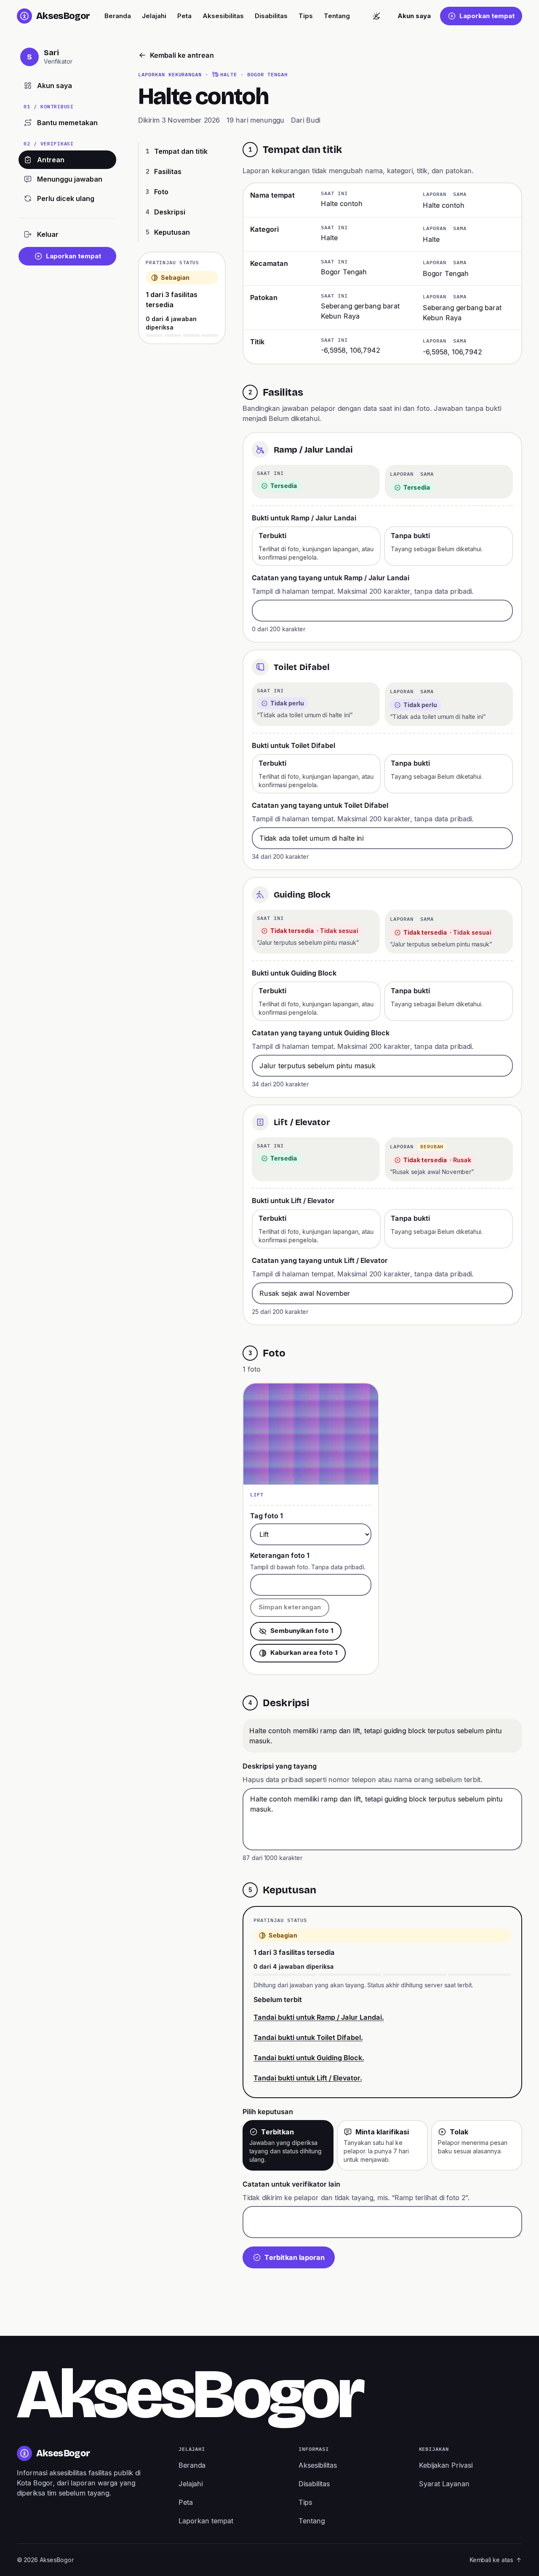 AksesBogor
Beranda Jelajahi Peta Aksesibilitas Disabilitas Tips Tentang
Akun saya
Laporkan tempat
S
Sari
Verifikator
Akun saya
01 / KONTRIBUSI
Bantu memetakan
02 / VERIFIKASI
Antrean
Menunggu jawaban
Perlu dicek ulang
Keluar
Laporkan tempat
Kembali ke antrean
LAPORKAN KEKURANGAN · HALTE · BOGOR TENGAH
Halte contoh
Dikirim 3 November 2026 19 hari menunggu Dari Budi
1 Tempat dan titik
2 Fasilitas
3 Foto
4 Deskripsi
5 Keputusan
PRATINJAU STATUS
Sebagian
1 dari 3 fasilitas
tersedia
0 dari 4 jawaban
diperiksa
1 Tempat dan titik
Laporan kekurangan tidak mengubah nama, kategori, titik, dan patokan.
Nama tempat
SAAT INI
Halte contoh
LAPORAN SAMA
Halte contoh
Kategori
SAAT INI
Halte
LAPORAN SAMA
Halte
Kecamatan
SAAT INI
Bogor Tengah
LAPORAN SAMA
Bogor Tengah
Patokan
SAAT INI
Seberang gerbang barat
Kebun Raya
LAPORAN SAMA
Seberang gerbang barat
Kebun Raya
Titik
SAAT INI
-6,5958, 106,7942
LAPORAN SAMA
-6,5958, 106,7942
2 Fasilitas
Bandingkan jawaban pelapor dengan data saat ini dan foto. Jawaban tanpa bukti
menjadi Belum diketahui.
Ramp / Jalur Landai
SAAT INI
Tersedia
LAPORAN SAMA
Tersedia
Bukti untuk Ramp / Jalur Landai
Terbukti
Terlihat di foto, kunjungan lapangan, atau
konfirmasi pengelola.
Tanpa bukti
Tayang sebagai Belum diketahui.
Catatan yang tayang untuk Ramp / Jalur Landai
Tampil di halaman tempat. Maksimal 200 karakter, tanpa data pribadi.
0 dari 200 karakter
Toilet Difabel
SAAT INI
Tidak perlu
“Tidak ada toilet umum di halte ini”
LAPORAN SAMA
Tidak perlu
“Tidak ada toilet umum di halte ini”
Bukti untuk Toilet Difabel
Terbukti
Terlihat di foto, kunjungan lapangan, atau
konfirmasi pengelola.
Tanpa bukti
Tayang sebagai Belum diketahui.
Catatan yang tayang untuk Toilet Difabel
Tampil di halaman tempat. Maksimal 200 karakter, tanpa data pribadi.
Tidak ada toilet umum di halte ini
34 dari 200 karakter
Guiding Block
SAAT INI
Tidak tersedia · Tidak sesuai
“Jalur terputus sebelum pintu masuk”
LAPORAN SAMA
Tidak tersedia · Tidak sesuai
“Jalur terputus sebelum pintu masuk”
Bukti untuk Guiding Block
Terbukti
Terlihat di foto, kunjungan lapangan, atau
konfirmasi pengelola.
Tanpa bukti
Tayang sebagai Belum diketahui.
Catatan yang tayang untuk Guiding Block
Tampil di halaman tempat. Maksimal 200 karakter, tanpa data pribadi.
Jalur terputus sebelum pintu masuk
34 dari 200 karakter
Lift / Elevator
SAAT INI
Tersedia
LAPORAN BERUBAH
Tidak tersedia · Rusak
“Rusak sejak awal November”
Bukti untuk Lift / Elevator
Terbukti
Terlihat di foto, kunjungan lapangan, atau
konfirmasi pengelola.
Tanpa bukti
Tayang sebagai Belum diketahui.
Catatan yang tayang untuk Lift / Elevator
Tampil di halaman tempat. Maksimal 200 karakter, tanpa data pribadi.
Rusak sejak awal November
25 dari 200 karakter
3 Foto
1 foto
LIFT
Tag foto 1
Lift
Keterangan foto 1
Tampil di bawah foto. Tanpa data pribadi.
Simpan keterangan
Sembunyikan foto 1
Kaburkan area foto 1
4 Deskripsi
Halte contoh memiliki ramp dan lift, tetapi guiding block terputus sebelum pintu
masuk.
Deskripsi yang tayang
Hapus data pribadi seperti nomor telepon atau nama orang sebelum terbit.
Halte contoh memiliki ramp dan lift, tetapi guiding block terputus sebelum pintu
masuk.
87 dari 1000 karakter
5 Keputusan
PRATINJAU STATUS
Sebagian
1 dari 3 fasilitas tersedia
0 dari 4 jawaban diperiksa
Dihitung dari jawaban yang akan tayang. Status akhir dihitung server saat terbit.
Sebelum terbit
Tandai bukti untuk Ramp / Jalur Landai.
Tandai bukti untuk Toilet Difabel.
Tandai bukti untuk Guiding Block.
Tandai bukti untuk Lift / Elevator.
Pilih keputusan
Terbitkan
Jawaban yang diperiksa
tayang dan status dihitung
ulang.
Minta klarifikasi
Tanyakan satu hal ke
pelapor. Ia punya 7 hari
untuk menjawab.
Tolak
Pelapor menerima pesan
baku sesuai alasannya.
Catatan untuk verifikator lain
Tidak dikirim ke pelapor dan tidak tayang, mis. “Ramp terlihat di foto 2”.
Terbitkan laporan
AksesBogor
AksesBogor
Informasi aksesibilitas fasilitas publik di
Kota Bogor, dari laporan warga yang
diperiksa tim sebelum tayang.
JELAJAHI
Beranda
Jelajahi
Peta
Laporkan tempat
INFORMASI
Aksesibilitas
Disabilitas
Tips
Tentang
KEBIJAKAN
Kebijakan Privasi
Syarat Layanan
© 2026 AksesBogor
Kembali ke atas ↑